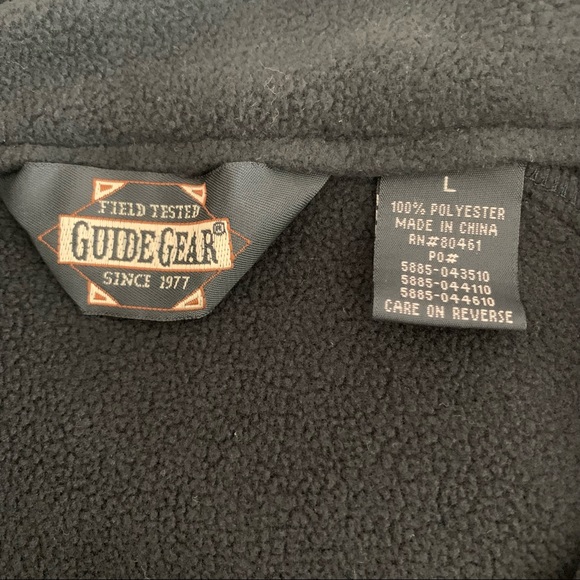 FIELD TESTED
GUIDE GEAR®
SINCE 1977
L
100% POLYESTER
MADE IN CHINA
RN#80461
PO#
5885-043510
5885-044110
5885-044610
CARE ON REVERSE